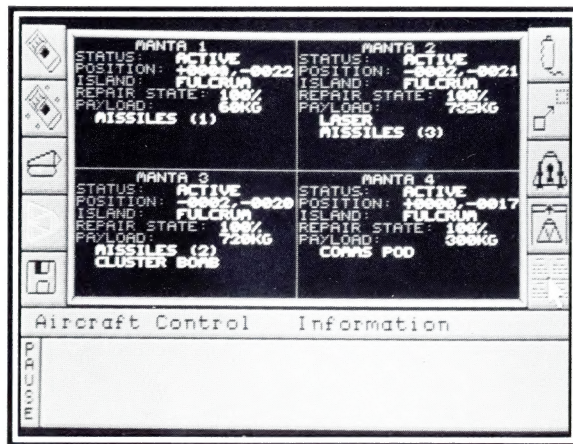 MANTA 1
STATUS: ACTIVE
POSITION: +0000,-0022
ISLAND: FULCRUM
REPAIR STATE: 100%
PAYLOAD: 60KG
MISSILES (1)
MANTA 2
STATUS: ACTIVE
POSITION: -0002,-0021
ISLAND: FULCRUM
REPAIR STATE: 100%
PAYLOAD: 735KG
LASER
MISSILES (3)
MANTA 3
STATUS: ACTIVE
POSITION: -0002,-0020
ISLAND: FULCRUM
REPAIR STATE: 100%
PAYLOAD: 720KG
MISSILES (2)
CLUSTER BOMB
MANTA 4
STATUS: ACTIVE
POSITION: +0000,-0017
ISLAND: FULCRUM
REPAIR STATE: 100%
PAYLOAD: 300KG
COMMS POD
Aircraft Control Information
PAUSE